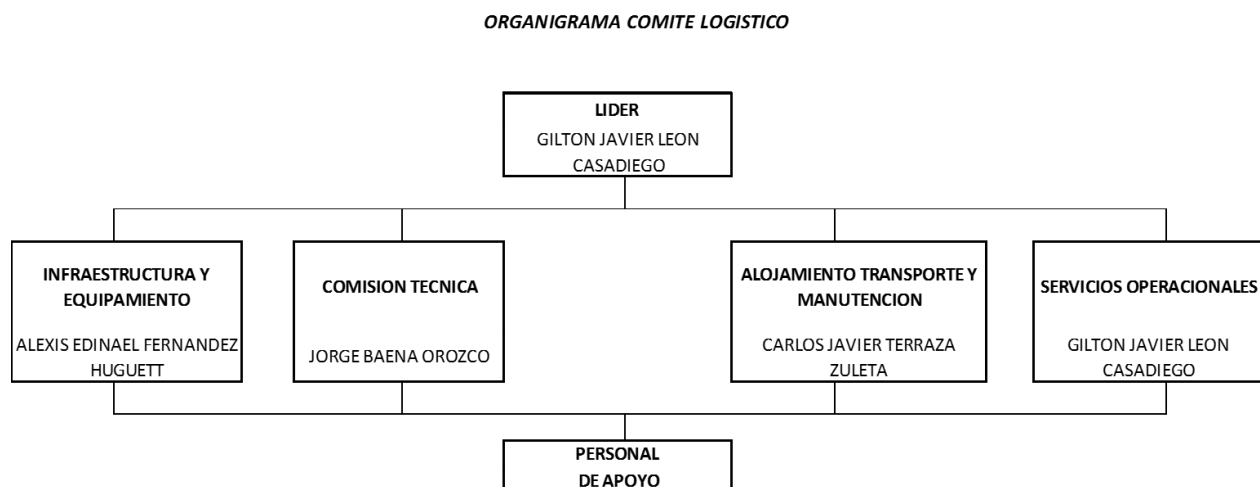 ORGANIGRAMA COMITE LOGISTICO
LIDER
GILTON JAVIER LEON
CASADIEGO
INFRAESTRUCTURA Y
EQUIPAMIENTO
ALEXIS EDINAEL FERNANDEZ
HUGUETT
COMISION TECNICA
JORGE BAENA OROZCO
ALOJAMIENTO TRANSPORTE Y
MANUTENCION
CARLOS JAVIER TERRAZA
ZULETA
SERVICIOS OPERACIONALES
GILTON JAVIER LEON
CASADIEGO
PERSONAL
DE APOYO